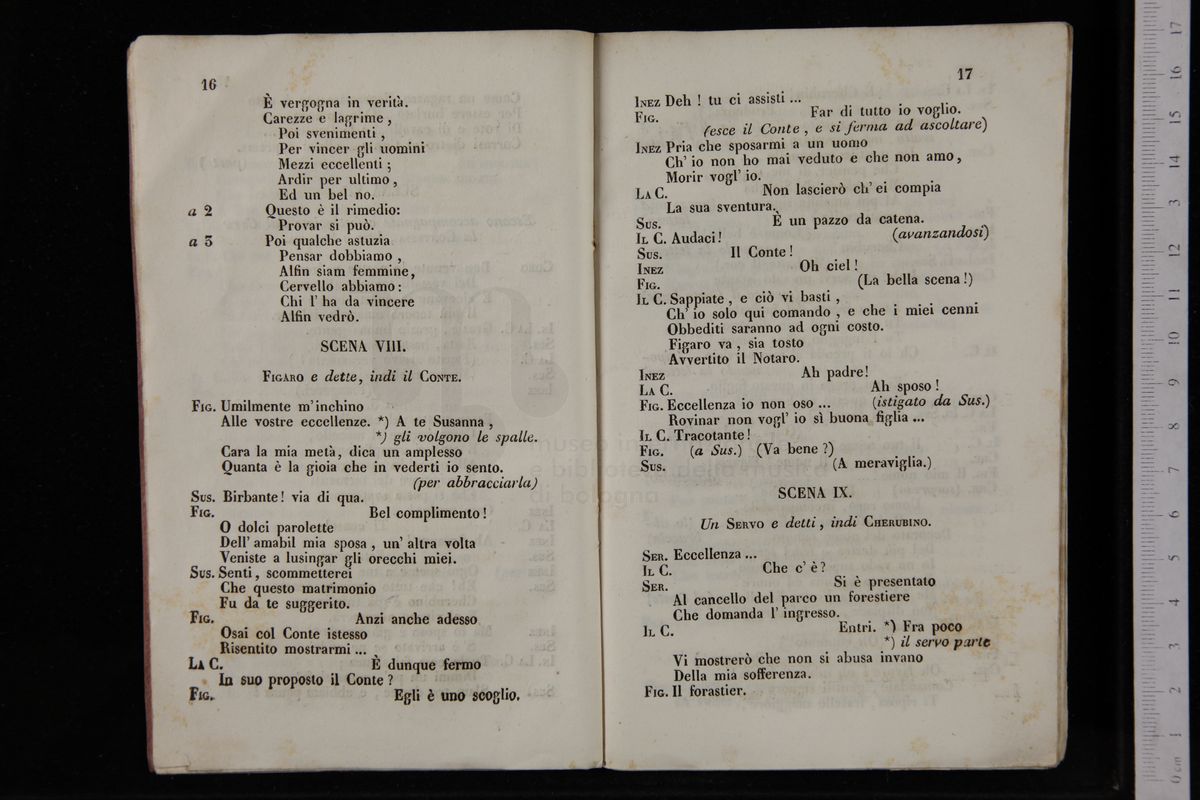 16
È vergogna in verità.
Carezze e lagrime,
Poi svenimenti,
Per vincer gli uomini
Mezzi eccellenti;
Ardir per ultimo,
Ed un bel no.
a 2 Questo è il rimedio:
Provar si può.
a 3 Poi qualche astuzia
Pensar dobbiamo,
Alfin siam femmine,
Cervello abbiamo:
Chi l'ha da vincere
Alfin vedrò.
SCENA VIII.
FIGARO e dette, indi il CONTE.
FIG. Umilmente m'inchino
Alle vostre eccellenze. *) A te Susanna,
*) gli volgono le spalle.
Cara la mia metà, dica un amplesso
Quanta è la gioia che in vederti io sento.
(per abbracciarla)
SUS. Birbante! via di qua.
FIG. Bel complimento!
O dolci parolette
Dell'amabil mia sposa, un'altra volta
Veniste a lusingar gli orecchi miei.
SUS. Senti, scommetterei
Che questo matrimonio
Fu da te suggerito.
FIG. Anzi anche adesso
Osai col Conte istesso
Risentito mostrarmi ...
LA C. È dunque fermo
In suo proposto il Conte?
FIG. Egli è uno scoglio.
17
INEZ Deh! tu ci assisti ...
FIG. Far di tutto io voglio.
(esce il Conte, e si ferma ad ascoltare)
INEZ Pria che sposarmi a un uomo
Ch'io non ho mai veduto e che non amo,
Morir vogl'io.
LA C. Non lascierò ch'ei compia
La sua sventura.
SUS. È un pazzo da catena.
IL C. Audaci! (avanzandosi)
SUS. Il Conte!
INEZ Oh ciel!
FIG. (La bella scena!)
IL C. Sappiate, e ciò vi basti,
Ch'io solo qui comando, e che i miei cenni
Obbediti saranno ad ogni costo.
Figaro va, sia tosto
Avvertito il Notaro.
INEZ Ah padre!
LA C. Ah sposo!
FIG. Eccellenza io non oso ... (istigato da Sus.)
Rovinar non vogl'io sì buona figlia ...
IL C. Tracotante!
FIG. (a Sus.) (Va bene?)
SUS. (A meraviglia.)
SCENA IX.
Un SERVO e detti, indi CHERUBINO.
SER. Eccellenza ...
IL C. Che c'è?
SER. Si è presentato
Al cancello del parco un forestiere
Che domanda l'ingresso.
IL C. Entri. *) Fra poco
*) il servo parte
Vi mostrerò che non si abusa invano
Della mia sofferenza.
FIG. Il forastier.